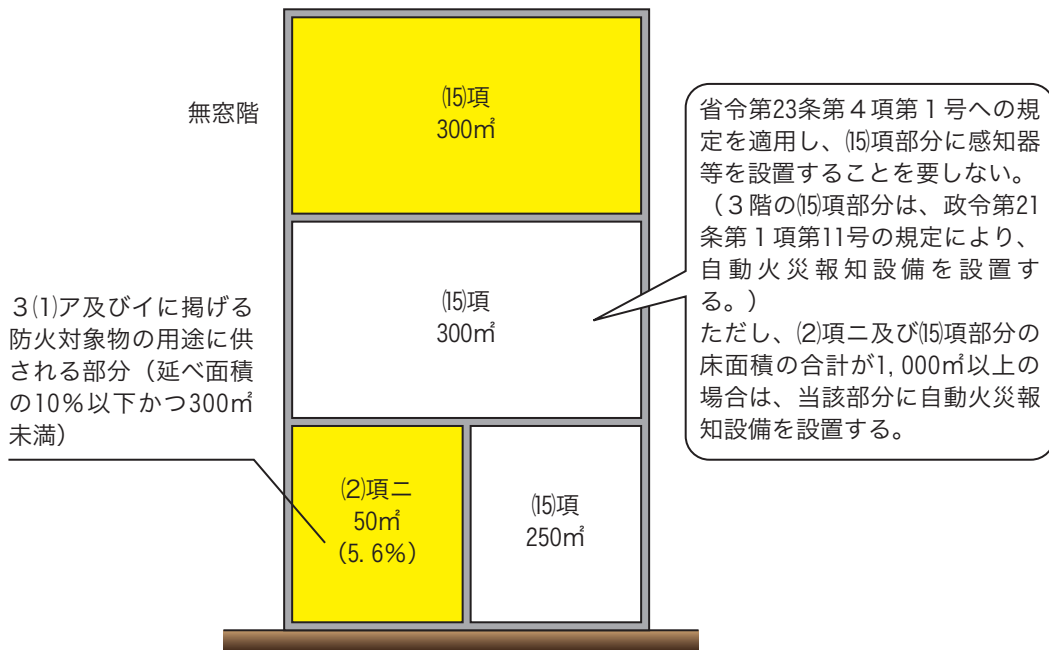 無窓階
⒂項
300㎡
⒂項
300㎡
3⑴ア及びイに掲げる
防火対象物の用途に供
される部分（延べ面積
の10％以下かつ300㎡
未満）
⑵項ニ
50㎡
（5.6％）
⒂項
250㎡
省令第23条第４項第１号への規
定を適用し、⒂項部分に感知器
等を設置することを要しない。
（３階の⒂項部分は、政令第21
条第１項第11号の規定により、
自動火災報知設備を設置す
る。）
ただし、⑵項ニ及び⒂項部分の
床面積の合計が1,000㎡以上の
場合は、当該部分に自動火災報
知設備を設置する。